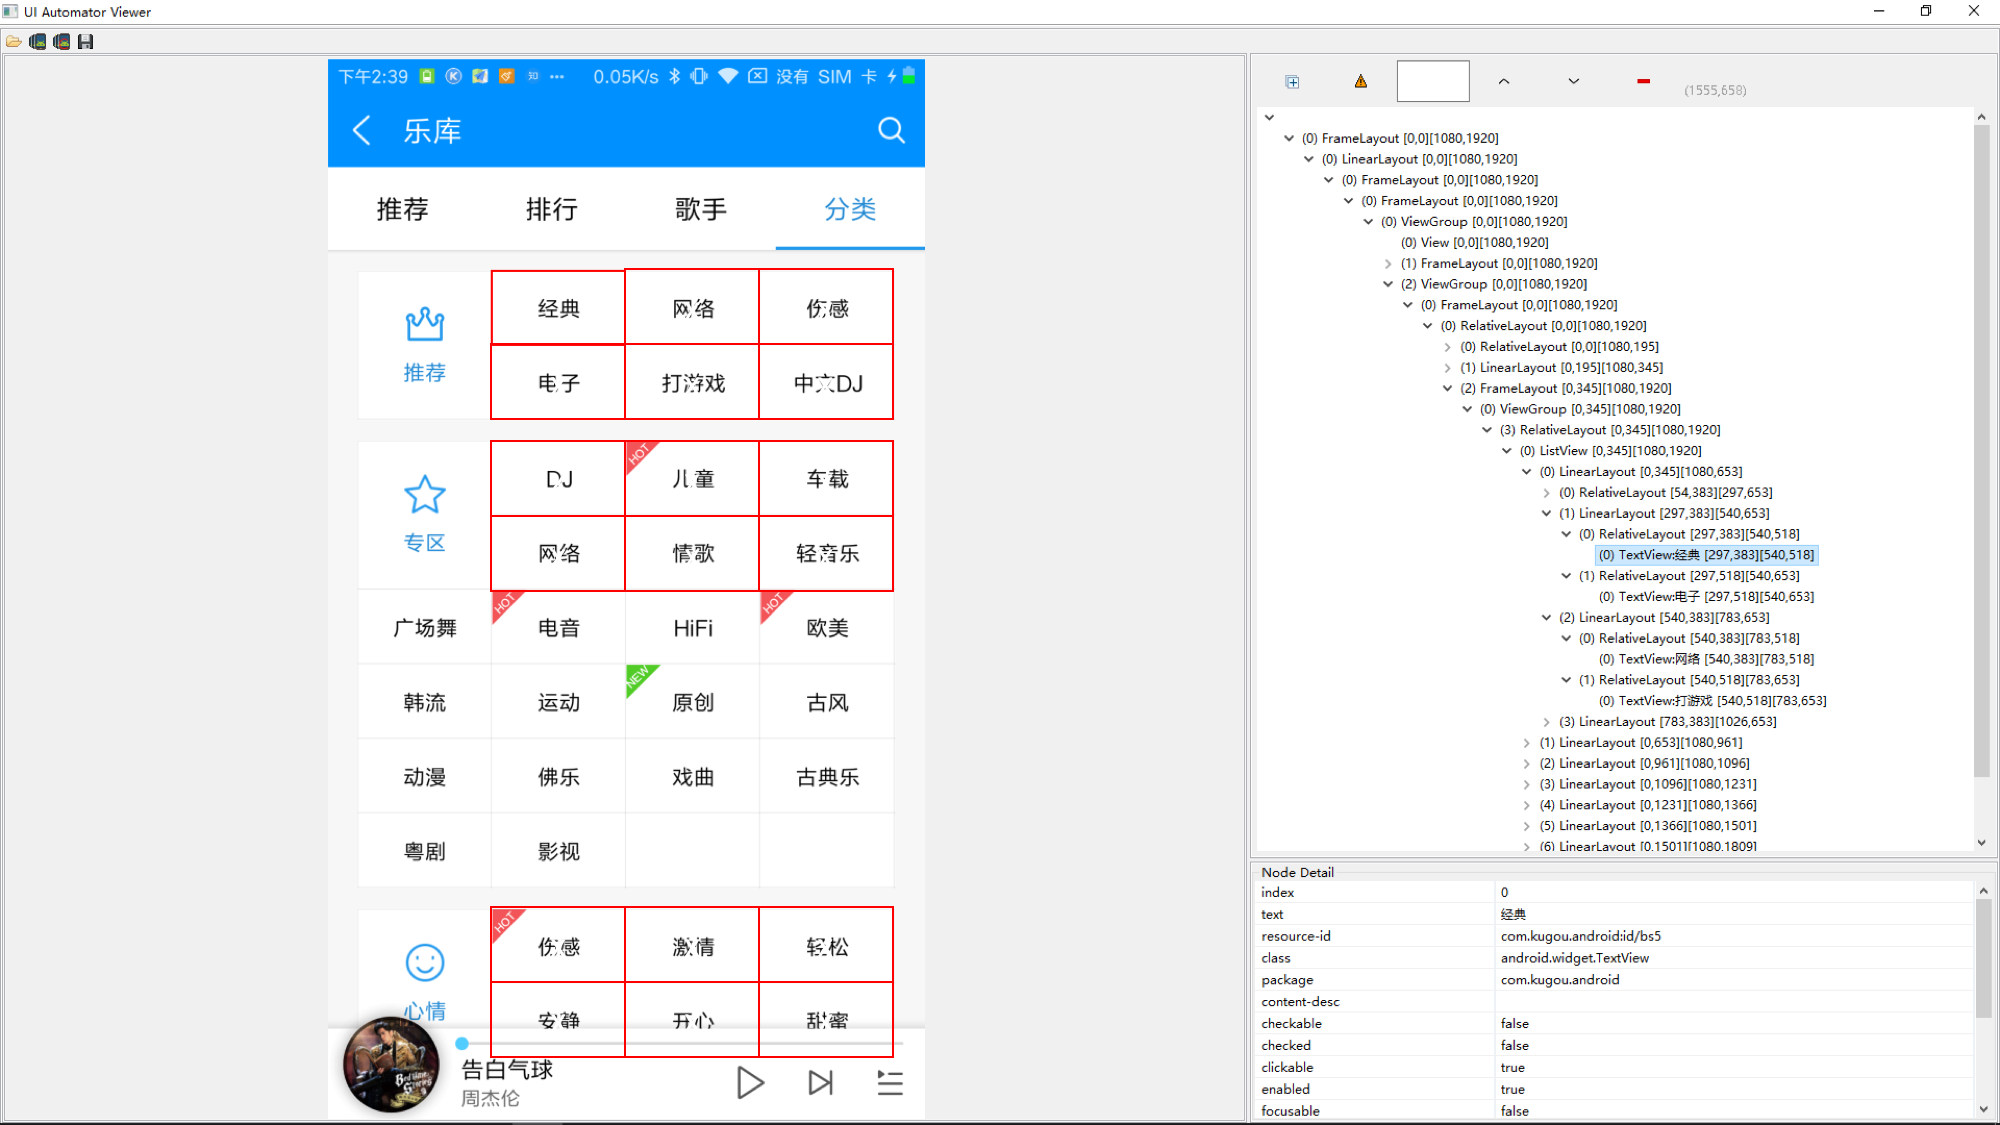 UI Automator Viewer
下午2:39 0.05K/s 没有 SIM 卡
乐库
推荐 排行 歌手 分类
推荐 经典 网络 伤感
电子 打游戏 中文DJ
专区 DJ HOT 儿童 车载
网络 情歌 轻音乐
广场舞 HOT 电音 HiFi HOT 欧美
韩流 运动 NEW 原创 古风
动漫 佛乐 戏曲 古典乐
粤剧 影视
心情 HOT 伤感 激情 轻松
安静 开心 甜蜜
告白气球
周杰伦
(1555,658)
(0) FrameLayout [0,0][1080,1920]
(0) LinearLayout [0,0][1080,1920]
(0) FrameLayout [0,0][1080,1920]
(0) FrameLayout [0,0][1080,1920]
(0) ViewGroup [0,0][1080,1920]
(0) View [0,0][1080,1920]
(1) FrameLayout [0,0][1080,1920]
(2) ViewGroup [0,0][1080,1920]
(0) FrameLayout [0,0][1080,1920]
(0) RelativeLayout [0,0][1080,1920]
(0) RelativeLayout [0,0][1080,195]
(1) LinearLayout [0,195][1080,345]
(2) FrameLayout [0,345][1080,1920]
(0) ViewGroup [0,345][1080,1920]
(3) RelativeLayout [0,345][1080,1920]
(0) ListView [0,345][1080,1920]
(0) LinearLayout [0,345][1080,653]
(0) RelativeLayout [54,383][297,653]
(1) LinearLayout [297,383][540,653]
(0) RelativeLayout [297,383][540,518]
(0) TextView:经典 [297,383][540,518]
(1) RelativeLayout [297,518][540,653]
(0) TextView:电子 [297,518][540,653]
(2) LinearLayout [540,383][783,653]
(0) RelativeLayout [540,383][783,518]
(0) TextView:网络 [540,383][783,518]
(1) RelativeLayout [540,518][783,653]
(0) TextView:打游戏 [540,518][783,653]
(3) LinearLayout [783,383][1026,653]
(1) LinearLayout [0,653][1080,961]
(2) LinearLayout [0,961][1080,1096]
(3) LinearLayout [0,1096][1080,1231]
(4) LinearLayout [0,1231][1080,1366]
(5) LinearLayout [0,1366][1080,1501]
(6) LinearLayout [0,1501][1080,1809]
Node Detail
index 0
text 经典
resource-id com.kugou.android:id/bs5
class android.widget.TextView
package com.kugou.android
content-desc
checkable false
checked false
clickable true
enabled true
focusable false